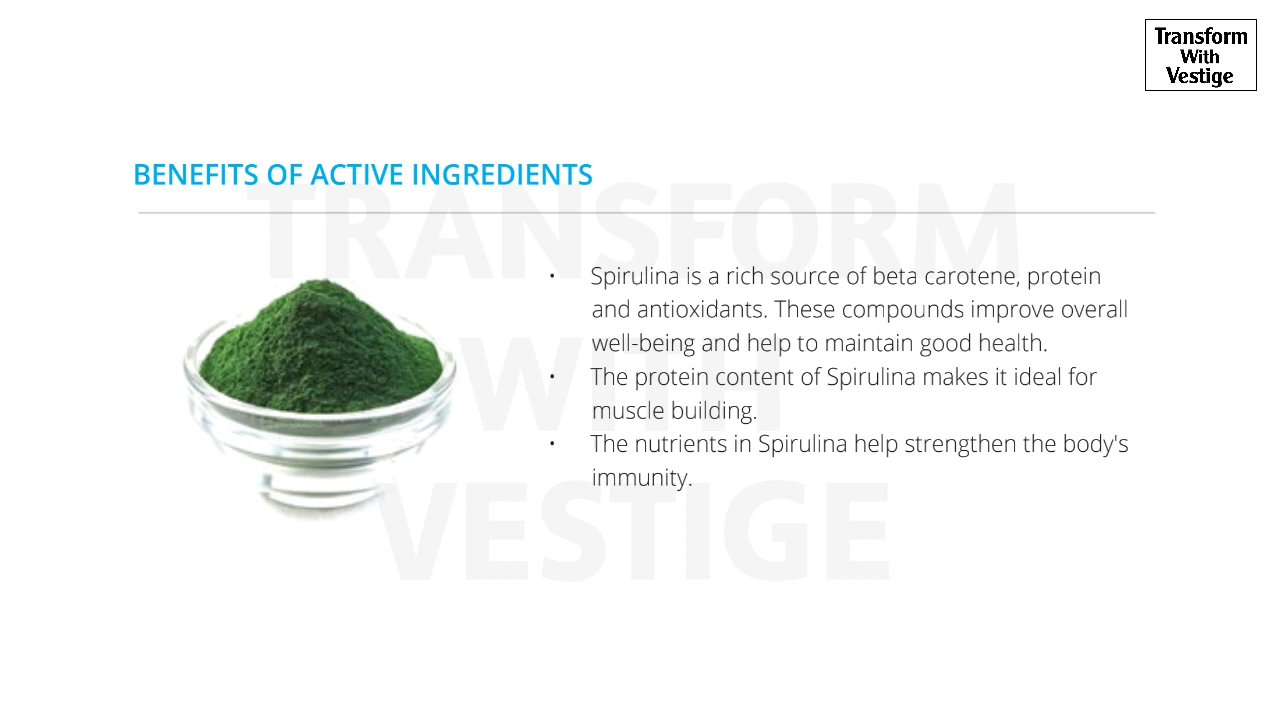 Transform
With
Vestige
BENEFITS OF ACTIVE INGREDIENTS
TRANSFORM
WITH
VESTIGE
• Spirulina is a rich source of beta carotene, protein
and antioxidants. These compounds improve overall
well-being and help to maintain good health.
• The protein content of Spirulina makes it ideal for
muscle building.
• The nutrients in Spirulina help strengthen the body's
immunity.